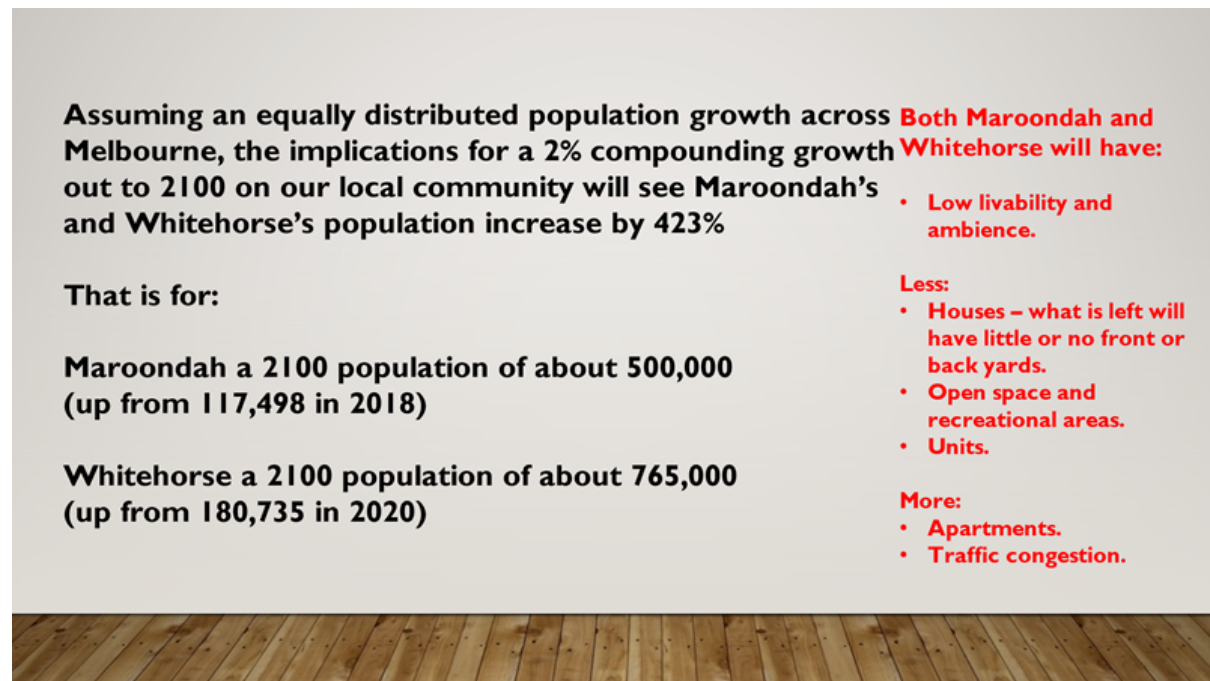 Assuming an equally distributed population growth across
Melbourne, the implications for a 2% compounding growth
out to 2100 on our local community will see Maroondah's
and Whitehorse's population increase by 423%
That is for:
Maroondah a 2100 population of about 500,000
(up from 117,498 in 2018)
Whitehorse a 2100 population of about 765,000
(up from 180,735 in 2020)
Both Maroondah and
Whitehorse will have:
• Low livability and
ambience.
Less:
• Houses – what is left will
have little or no front or
back yards.
• Open space and
recreational areas.
• Units.
More:
• Apartments.
• Traffic congestion.